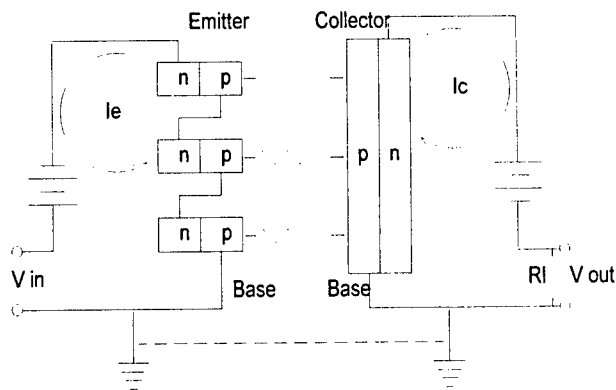 Emitter Collector
n p
Ie Ic
n p p n
n p
V in Base Base Rl V out